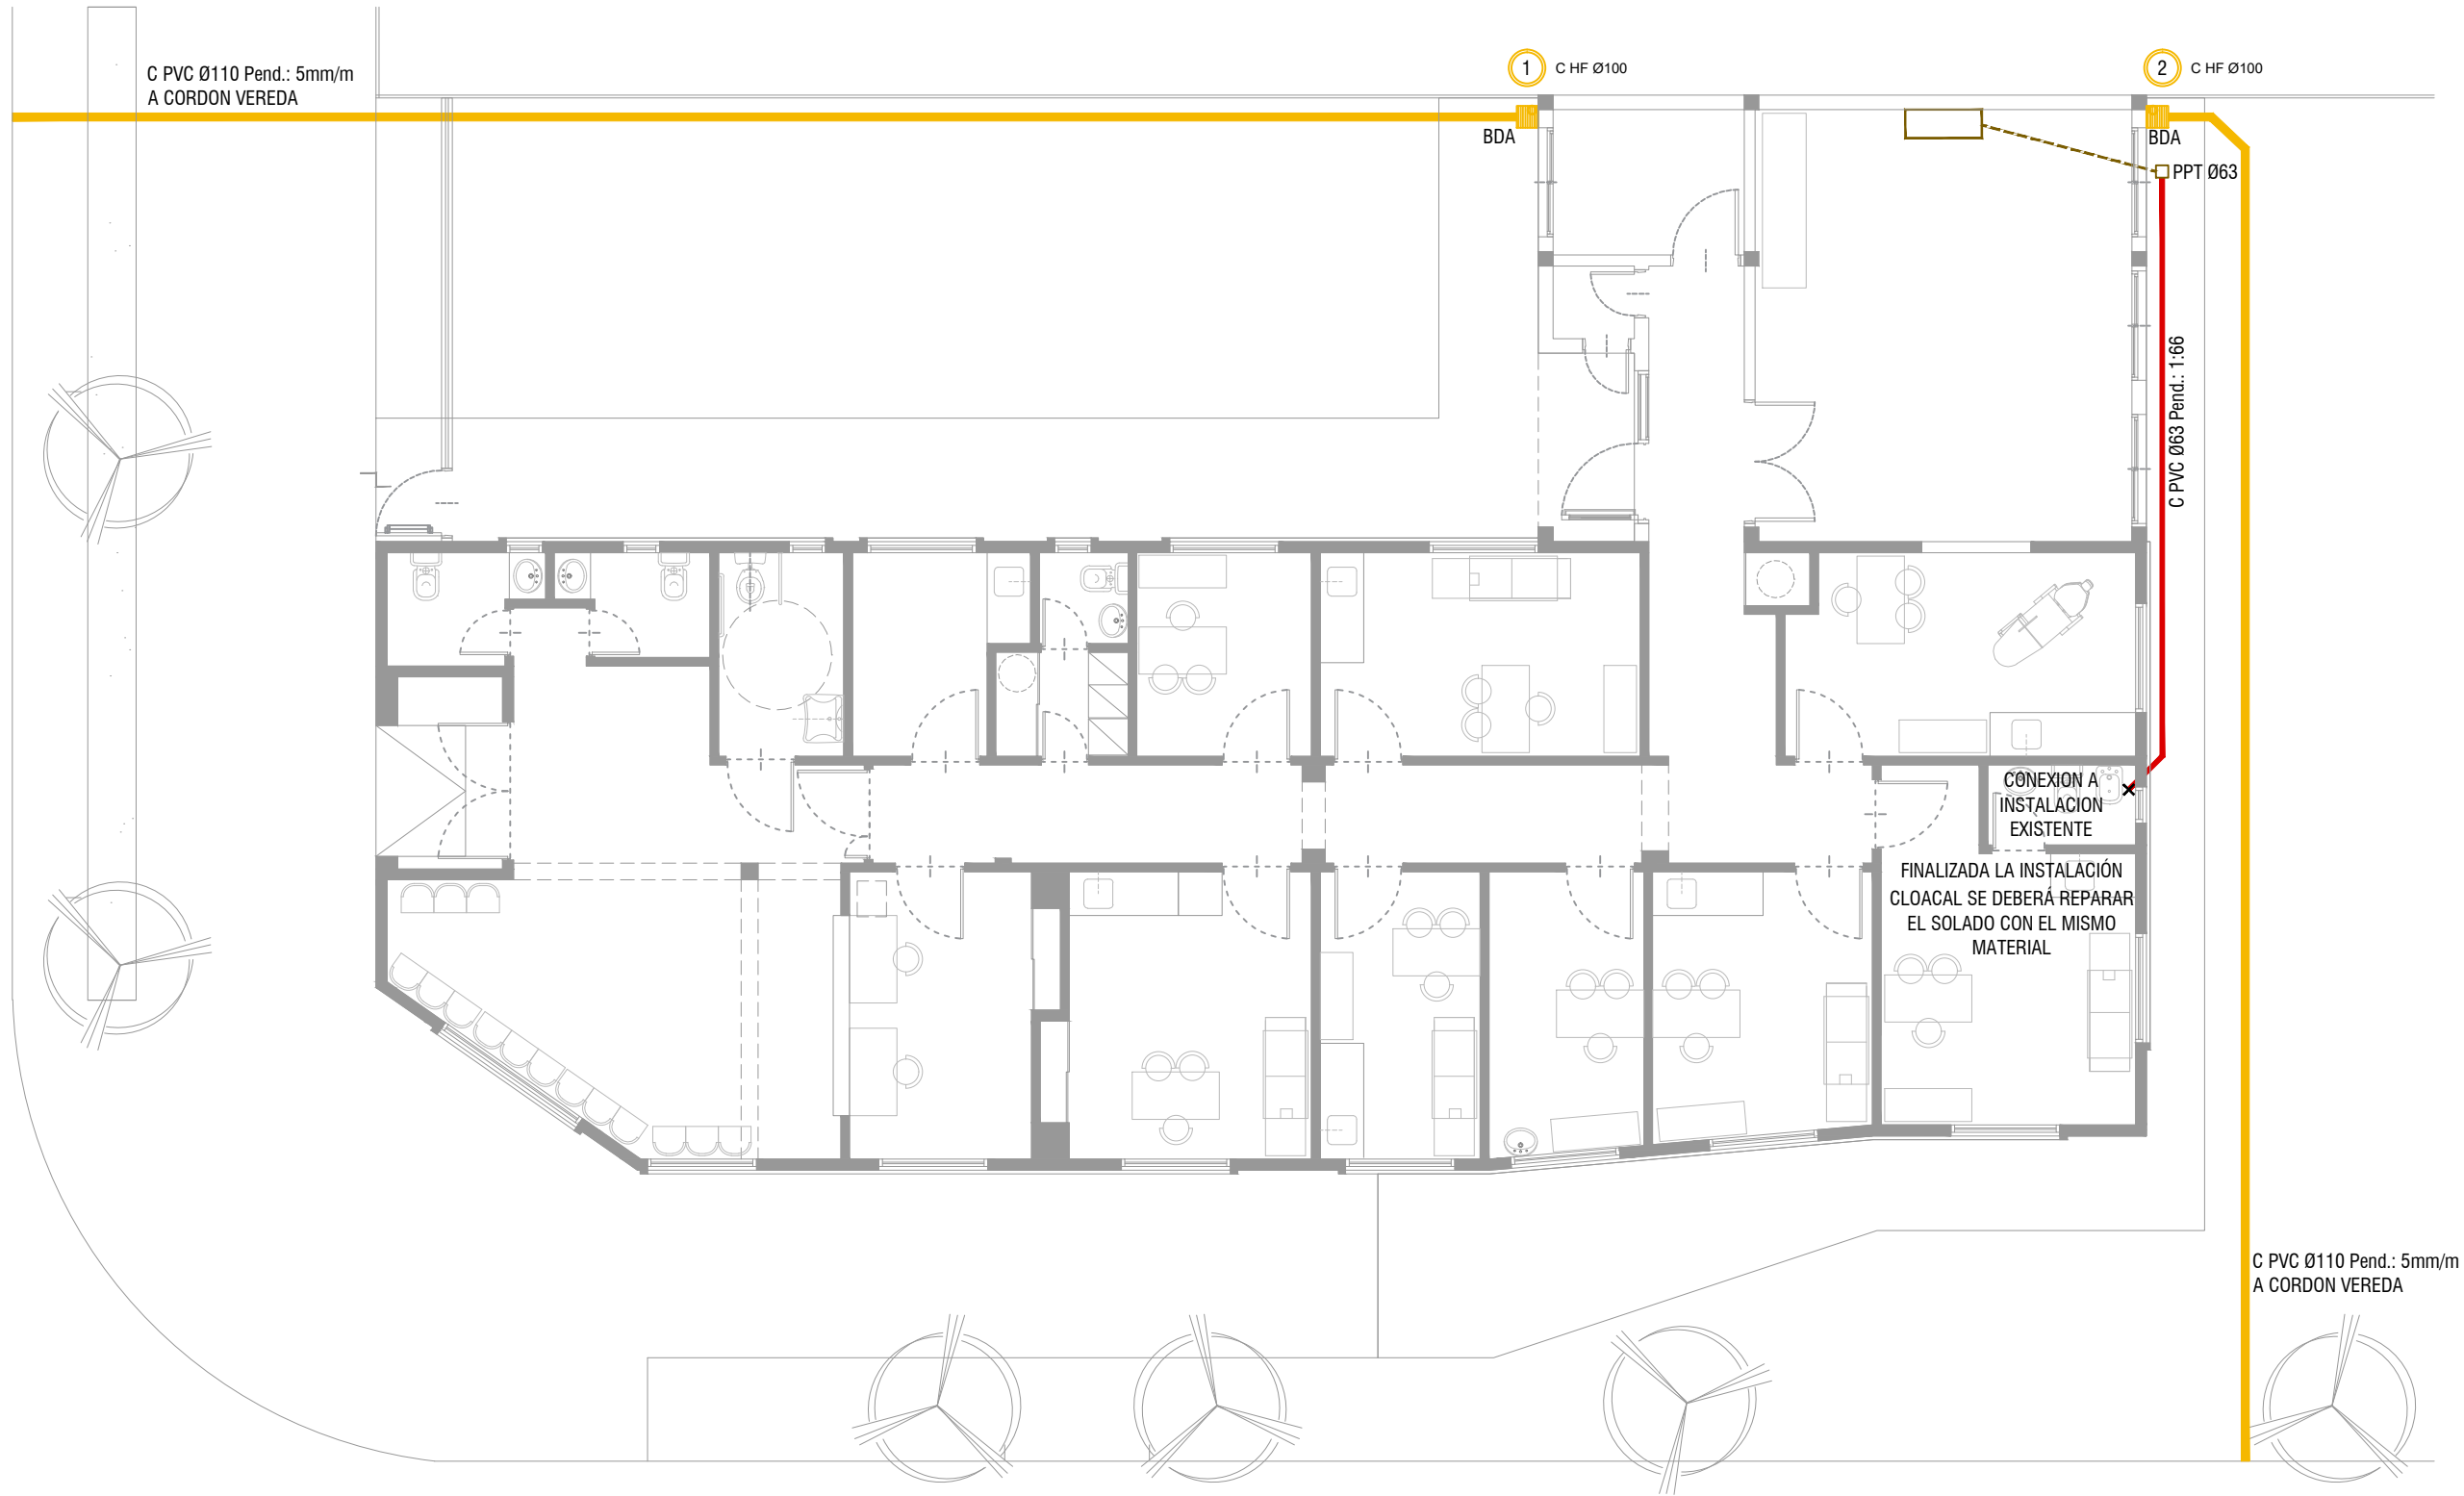 C PVC Ø110 Pend.: 5mm/m
A CORDON VEREDA
1
C HF Ø100
2
C HF Ø100
BDA
BDA
PPT Ø63
C PVC Ø63 Pend.: 1:66
CONEXION A
INSTALACION
EXISTENTE
FINALIZADA LA INSTALACIÓN
CLOACAL SE DEBERÁ REPARAR
EL SOLADO CON EL MISMO
MATERIAL
C PVC Ø110 Pend.: 5mm/m
A CORDON VEREDA